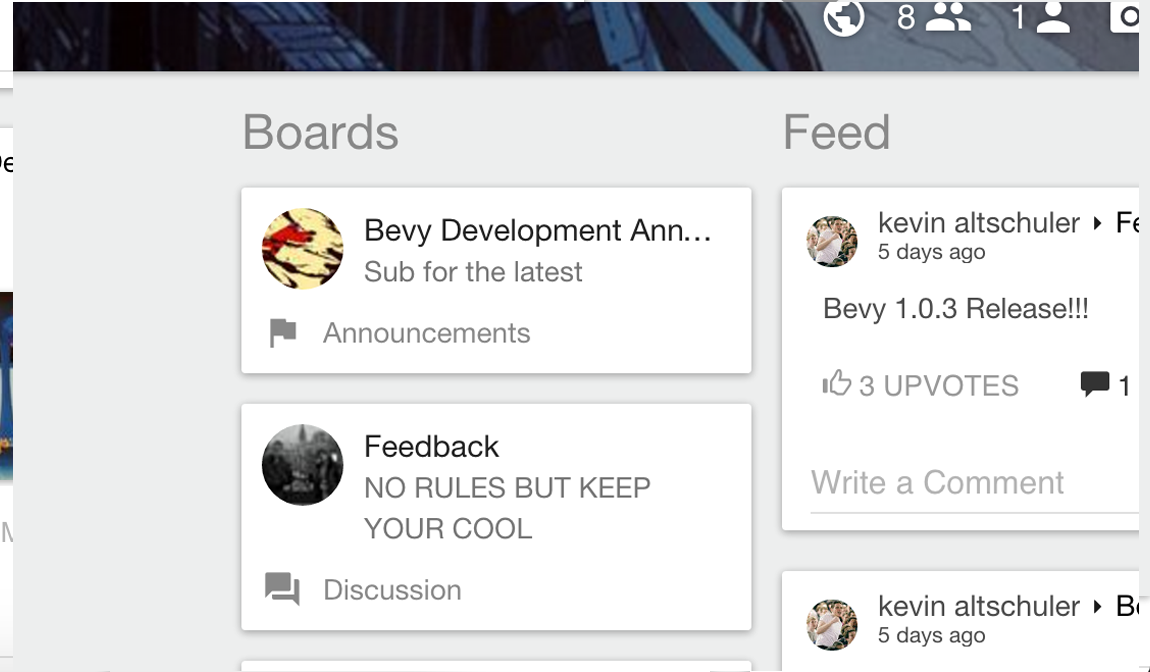 8
1
Boards
Feed
Bevy Development Ann...
Sub for the latest
Announcements
Feedback
NO RULES BUT KEEP
YOUR COOL
Discussion
kevin altschuler
5 days ago
Bevy 1.0.3 Release!!!
3 UPVOTES
1
Write a Comment
kevin altschuler
5 days ago